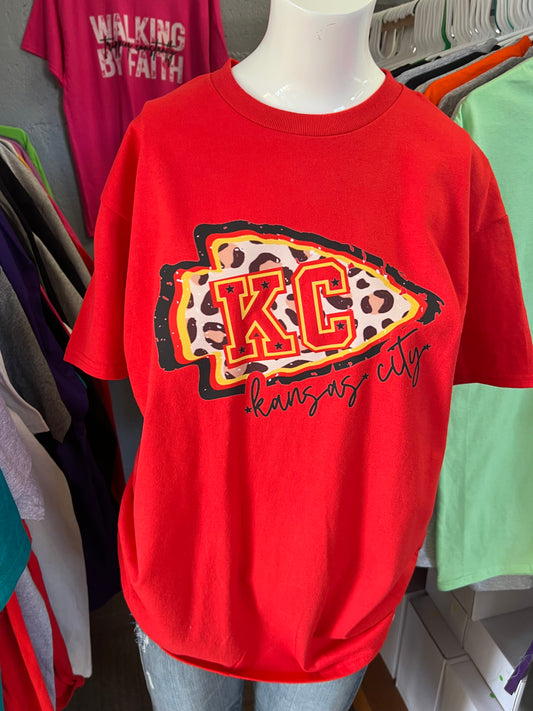 WALKING
BY FAITH
KC
kansas city